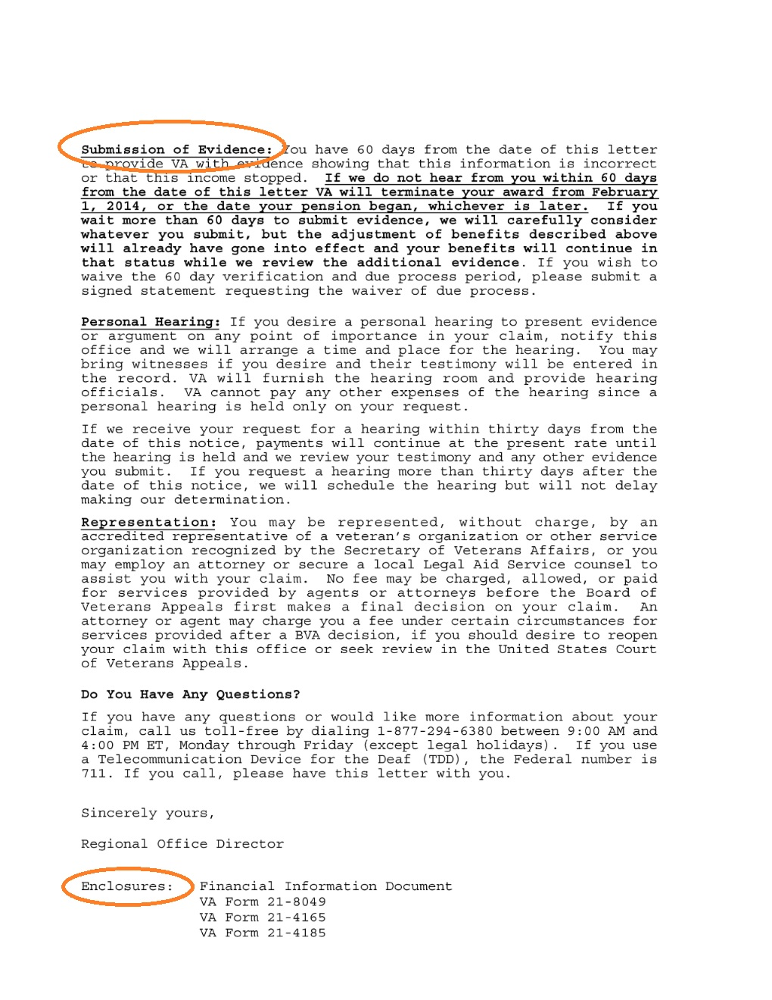 Submission of Evidence: You have 60 days from the date of this letter
to provide VA with evidence showing that this information is incorrect
or that this income stopped. If we do not hear from you within 60 days
from the date of this letter VA will terminate your award from February
1, 2014, or the date your pension began, whichever is later. If you
wait more than 60 days to submit evidence, we will carefully consider
whatever you submit, but the adjustment of benefits described above
will already have gone into effect and your benefits will continue in
that status while we review the additional evidence. If you wish to
waive the 60 day verification and due process period, please submit a
signed statement requesting the waiver of due process.
Personal Hearing: If you desire a personal hearing to present evidence
or argument on any point of importance in your claim, notify this
office and we will arrange a time and place for the hearing. You may
bring witnesses if you desire and their testimony will be entered in
the record. VA will furnish the hearing room and provide hearing
officials. VA cannot pay any other expenses of the hearing since a
personal hearing is held only on your request.
If we receive your request for a hearing within thirty days from the
date of this notice, payments will continue at the present rate until
the hearing is held and we review your testimony and any other evidence
you submit. If you request a hearing more than thirty days after the
date of this notice, we will schedule the hearing but will not delay
making our determination.
Representation: You may be represented, without charge, by an
accredited representative of a veteran's organization or other service
organization recognized by the Secretary of Veterans Affairs, or you
may employ an attorney or secure a local Legal Aid Service counsel to
assist you with your claim. No fee may be charged, allowed, or paid
for services provided by agents or attorneys before the Board of
Veterans Appeals first makes a final decision on your claim. An
attorney or agent may charge you a fee under certain circumstances for
services provided after a BVA decision, if you should desire to reopen
your claim with this office or seek review in the United States Court
of Veterans Appeals.
Do You Have Any Questions?
If you have any questions or would like more information about your
claim, call us toll-free by dialing 1-877-294-6380 between 9:00 AM and
4:00 PM ET, Monday through Friday (except legal holidays). If you use
a Telecommunication Device for the Deaf (TDD), the Federal number is
711. If you call, please have this letter with you.
Sincerely yours,
Regional Office Director
Enclosures: Financial Information Document
VA Form 21-8049
VA Form 21-4165
VA Form 21-4185